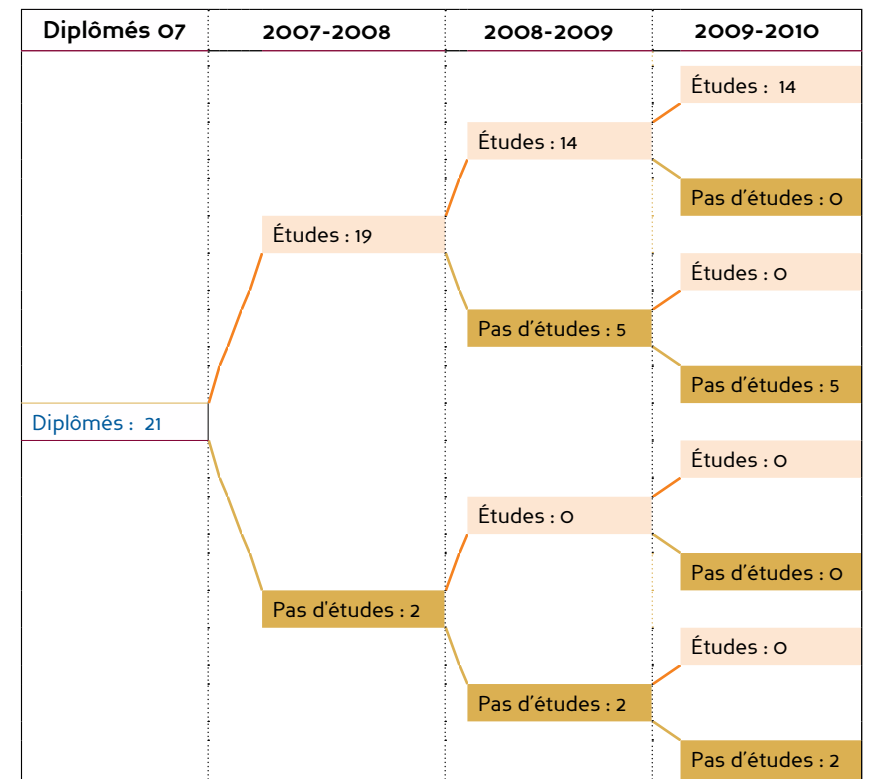 Diplômés 07 2007-2008 2008-2009 2009-2010
Études : 14
Études : 14
Pas d'études : 0
Études : 19
Études : 0
Pas d'études : 5
Pas d'études : 5
Diplômés : 21
Études : 0
Études : 0
Pas d'études : 0
Pas d'études : 2
Études : 0
Pas d'études : 2
Pas d'études : 2